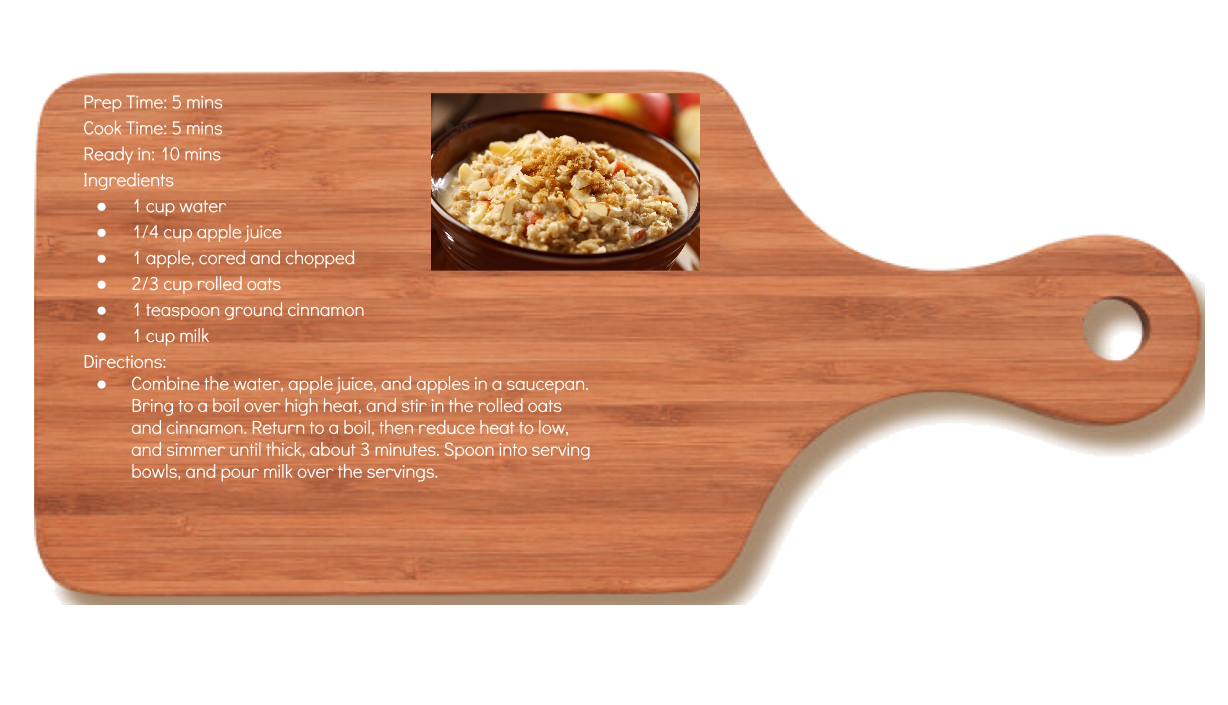 Prep Time: 5 mins
Cook Time: 5 mins
Ready in: 10 mins
Ingredients
● 1 cup water
● 1/4 cup apple juice
● 1 apple, cored and chopped
● 2/3 cup rolled oats
● 1 teaspoon ground cinnamon
● 1 cup milk
Directions:
● Combine the water, apple juice, and apples in a saucepan.
Bring to a boil over high heat, and stir in the rolled oats
and cinnamon. Return to a boil, then reduce heat to low,
and simmer until thick, about 3 minutes. Spoon into serving
bowls, and pour milk over the servings.